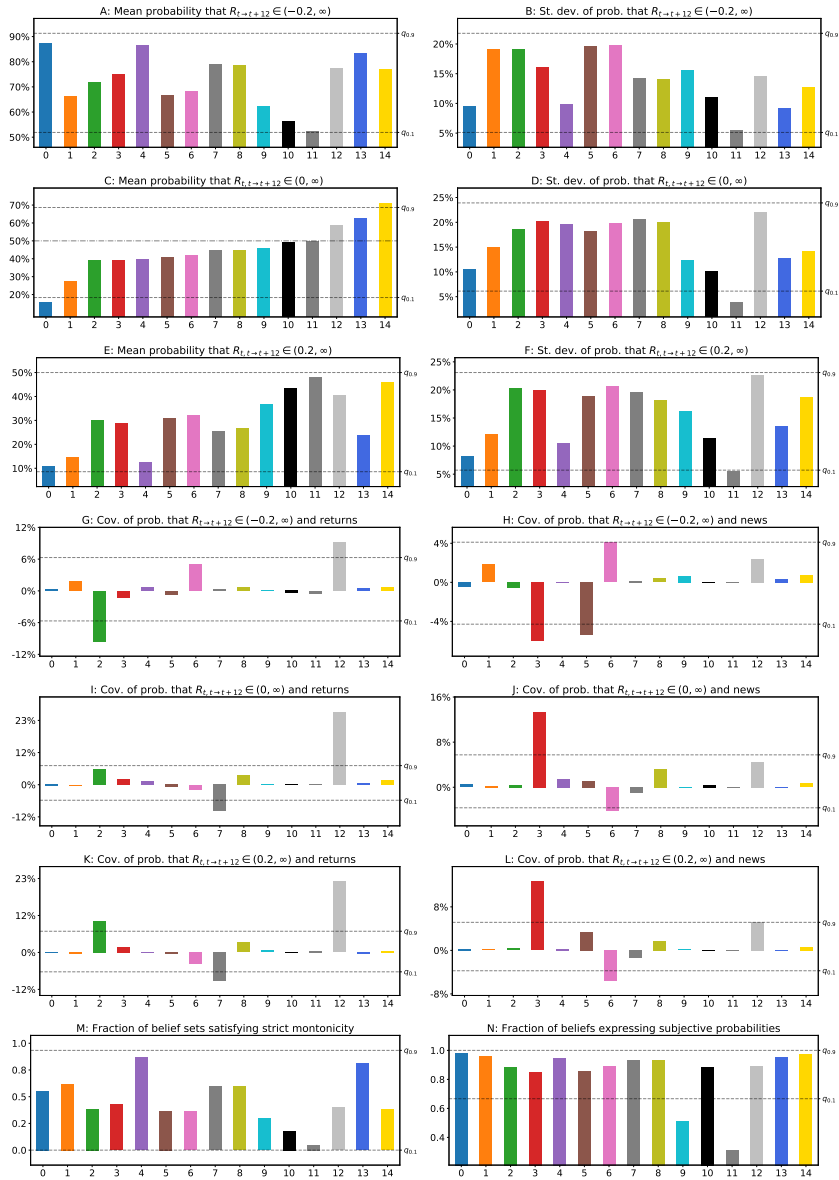 A: Mean probability that R_{t→t+12} ∈ (−0.2, ∞)
90%
80%
70%
60%
50%
q_{0.9}
q_{0.1}
0 1 2 3 4 5 6 7 8 9 10 11 12 13 14
B: St. dev. of prob. that R_{t→t+12} ∈ (−0.2, ∞)
20%
15%
10%
5%
q_{0.9}
q_{0.1}
0 1 2 3 4 5 6 7 8 9 10 11 12 13 14
C: Mean probability that R_{t,t→t+12} ∈ (0, ∞)
70%
60%
50%
40%
30%
20%
q_{0.9}
q_{0.1}
0 1 2 3 4 5 6 7 8 9 10 11 12 13 14
D: St. dev. of prob. that R_{t,t→t+12} ∈ (0, ∞)
25%
20%
15%
10%
5%
q_{0.9}
q_{0.1}
0 1 2 3 4 5 6 7 8 9 10 11 12 13 14
E: Mean probability that R_{t,t→t+12} ∈ (0.2, ∞)
50%
40%
30%
20%
10%
q_{0.9}
q_{0.1}
0 1 2 3 4 5 6 7 8 9 10 11 12 13 14
F: St. dev. of prob. that R_{t,t→t+12} ∈ (0.2, ∞)
25%
20%
15%
10%
5%
q_{0.9}
q_{0.1}
0 1 2 3 4 5 6 7 8 9 10 11 12 13 14
G: Cov. of prob. that R_{t→t+12} ∈ (−0.2, ∞) and returns
12%
6%
0%
-6%
-12%
q_{0.9}
q_{0.1}
0 1 2 3 4 5 6 7 8 9 10 11 12 13 14
H: Cov. of prob. that R_{t→t+12} ∈ (−0.2, ∞) and news
4%
0%
-4%
q_{0.9}
q_{0.1}
0 1 2 3 4 5 6 7 8 9 10 11 12 13 14
I: Cov. of prob. that R_{t,t→t+12} ∈ (0, ∞) and returns
23%
12%
0%
-12%
q_{0.9}
q_{0.1}
0 1 2 3 4 5 6 7 8 9 10 11 12 13 14
J: Cov. of prob. that R_{t,t→t+12} ∈ (0, ∞) and news
16%
8%
0%
q_{0.9}
q_{0.1}
0 1 2 3 4 5 6 7 8 9 10 11 12 13 14
K: Cov. of prob. that R_{t,t→t+12} ∈ (0.2, ∞) and returns
23%
12%
0%
-12%
q_{0.9}
q_{0.1}
0 1 2 3 4 5 6 7 8 9 10 11 12 13 14
L: Cov. of prob. that R_{t,t→t+12} ∈ (0.2, ∞) and news
8%
0%
-8%
q_{0.9}
q_{0.1}
0 1 2 3 4 5 6 7 8 9 10 11 12 13 14
M: Fraction of belief sets satisfying strict montonicity
1.0
0.8
0.5
0.2
0.0
q_{0.9}
q_{0.1}
0 1 2 3 4 5 6 7 8 9 10 11 12 13 14
N: Fraction of beliefs expressing subjective probabilities
1.0
0.8
0.6
0.4
q_{0.9}
q_{0.1}
0 1 2 3 4 5 6 7 8 9 10 11 12 13 14